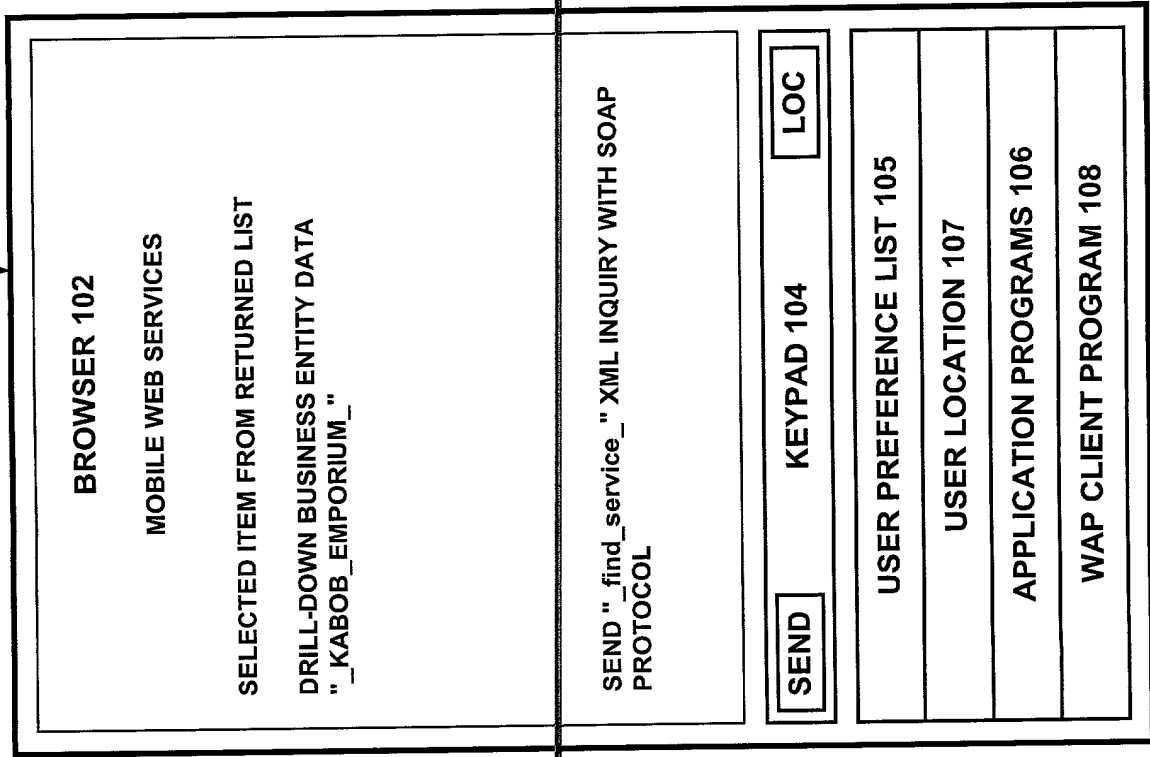 BROWSER 102
MOBILE WEB SERVICES
SELECTED ITEM FROM RETURNED LIST
DRILL-DOWN BUSINESS ENTITY DATA
"_KABOB_EMPORIUM_"
SEND "_find_service_" XML INQUIRY WITH SOAP
PROTOCOL
SEND KEYPAD 104 LOC
USER PREFERENCE LIST 105
USER LOCATION 107
APPLICATION PROGRAMS 106
WAP CLIENT PROGRAM 108